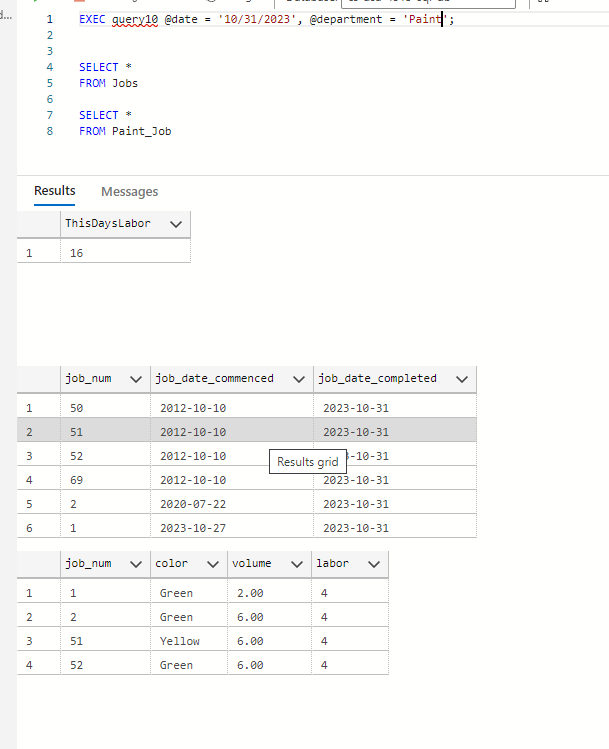 1 EXEC query10 @date = '10/31/2023', @department = 'Paint';
2
3
4 SELECT *
5 FROM Jobs
6
7 SELECT *
8 FROM Paint_Job
Results Messages
ThisDaysLabor
1 16
job_num job_date_commenced job_date_completed
1 50 2012-10-10 2023-10-31
2 51 2012-10-10 2023-10-31
3 52 2012-10-10 3-10-31
Results grid
4 69 2012-10-10 2023-10-31
5 2 2020-07-22 2023-10-31
6 1 2023-10-27 2023-10-31
job_num color volume labor
1 1 Green 2.00 4
2 2 Green 6.00 4
3 51 Yellow 6.00 4
4 52 Green 6.00 4